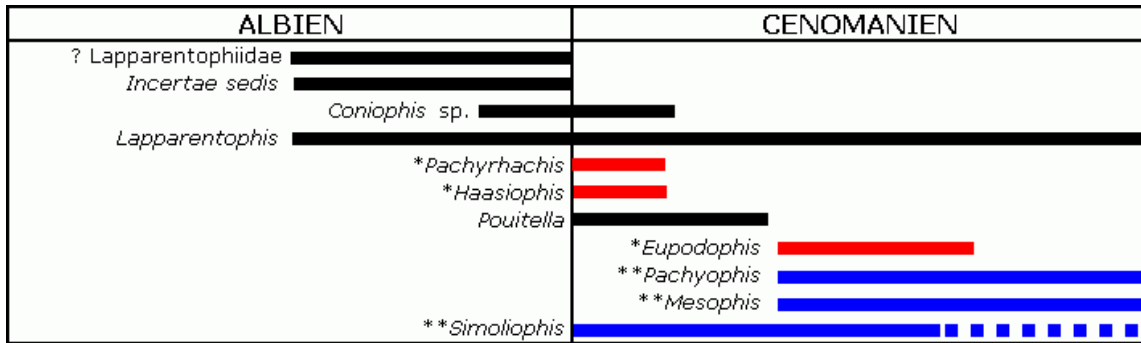 ALBIEN
CENOMANIEN
? Lapparentophiidae
Incertae sedis
Coniophis sp.
Lapparentophis
*Pachyrhachis
*Haasiophis
Pouitella
*Eupodophis
**Pachyophis
**Mesophis
**Simoliophis